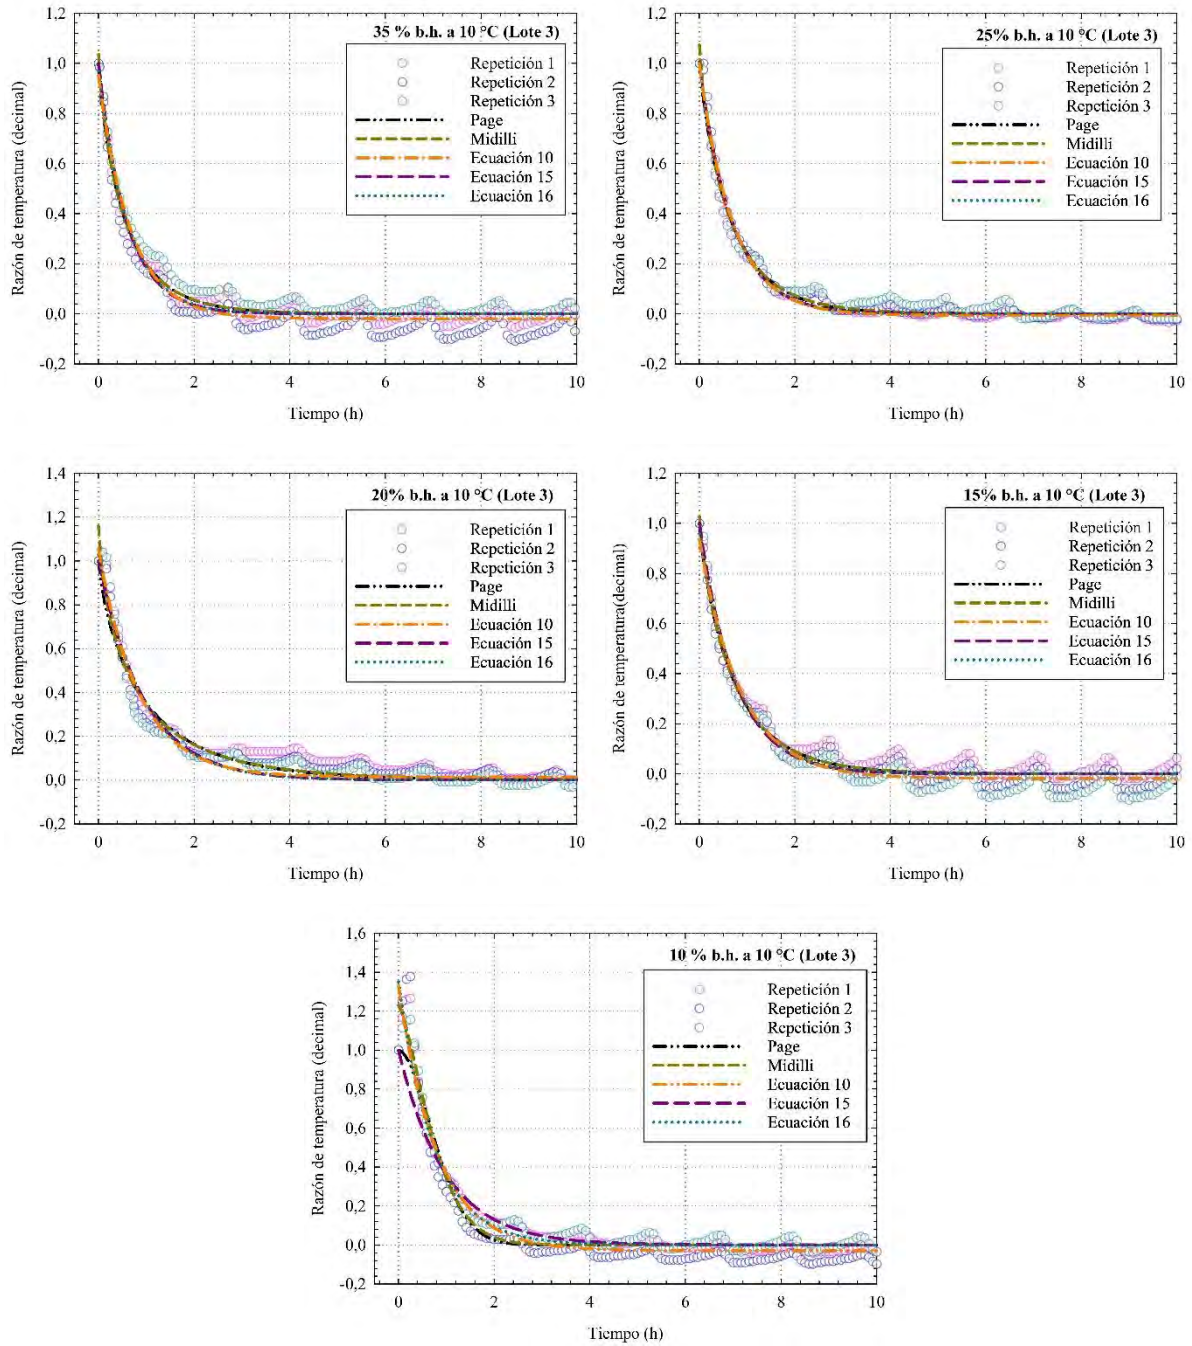 35 % b.h. a 10 °C (Lote 3)
Repetición 1
Repetición 2
Repetición 3
Page
Midilli
Ecuación 10
Ecuación 15
Ecuación 16
Razón de temperatura (decimal)
1,2
1,0
0,8
0,6
0,4
0,2
0,0
-0,2
0 2 4 6 8 10
Tiempo (h)
25% b.h. a 10 °C (Lote 3)
Repetición 1
Repetición 2
Repetición 3
Page
Midilli
Ecuación 10
Ecuación 15
Ecuación 16
Razón de temperatura (decimal)
1,2
1,0
0,8
0,6
0,4
0,2
0,0
-0,2
0 2 4 6 8 10
Tiempo (h)
20% b.h. a 10 °C (Lote 3)
Repetición 1
Repetición 2
Repetición 3
Page
Midilli
Ecuación 10
Ecuación 15
Ecuación 16
Razón de temperatura (decimal)
1,4
1,2
1,0
0,8
0,6
0,4
0,2
0,0
-0,2
0 2 4 6 8 10
Tiempo (h)
15% b.h. a 10 °C (Lote 3)
Repetición 1
Repetición 2
Repetición 3
Page
Midilli
Ecuación 10
Ecuación 15
Ecuación 16
Razón de temperatura(decimal)
1,2
1,0
0,8
0,6
0,4
0,2
0,0
-0,2
0 2 4 6 8 10
Tiempo (h)
10 % b.h. a 10 °C (Lote 3)
Repetición 1
Repetición 2
Repetición 3
Page
Midilli
Ecuación 10
Ecuación 15
Ecuación 16
Razón de temperatura (decimal)
1,6
1,4
1,2
1,0
0,8
0,6
0,4
0,2
0,0
-0,2
0 2 4 6 8 10
Tiempo (h)